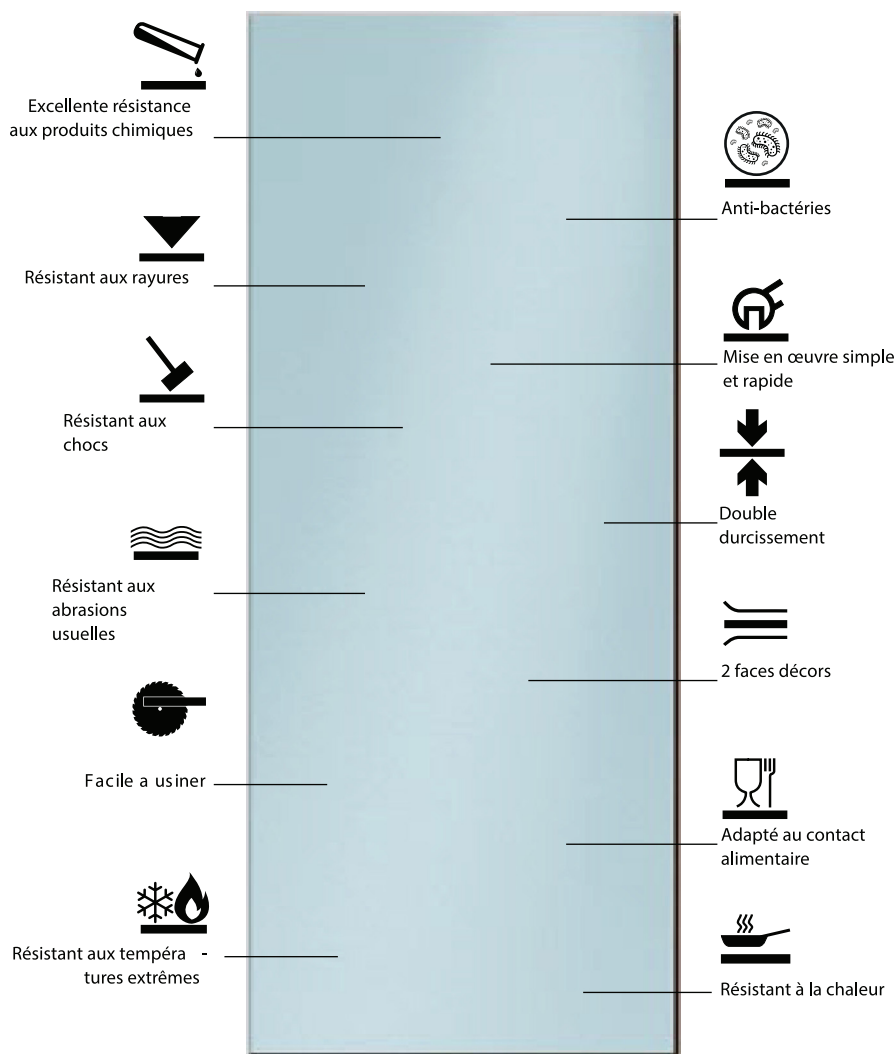 Excellente résistance
aux produits chimiques
Résistant aux rayures
Résistant aux
chocs
Résistant aux
abrasions
usuelles
Facile a usiner
Résistant aux tempéra -
tures extrêmes
Anti-bactéries
Mise en œuvre simple
et rapide
Double
durcissement
2 faces décors
Adapté au contact
alimentaire
Résistant à la chaleur